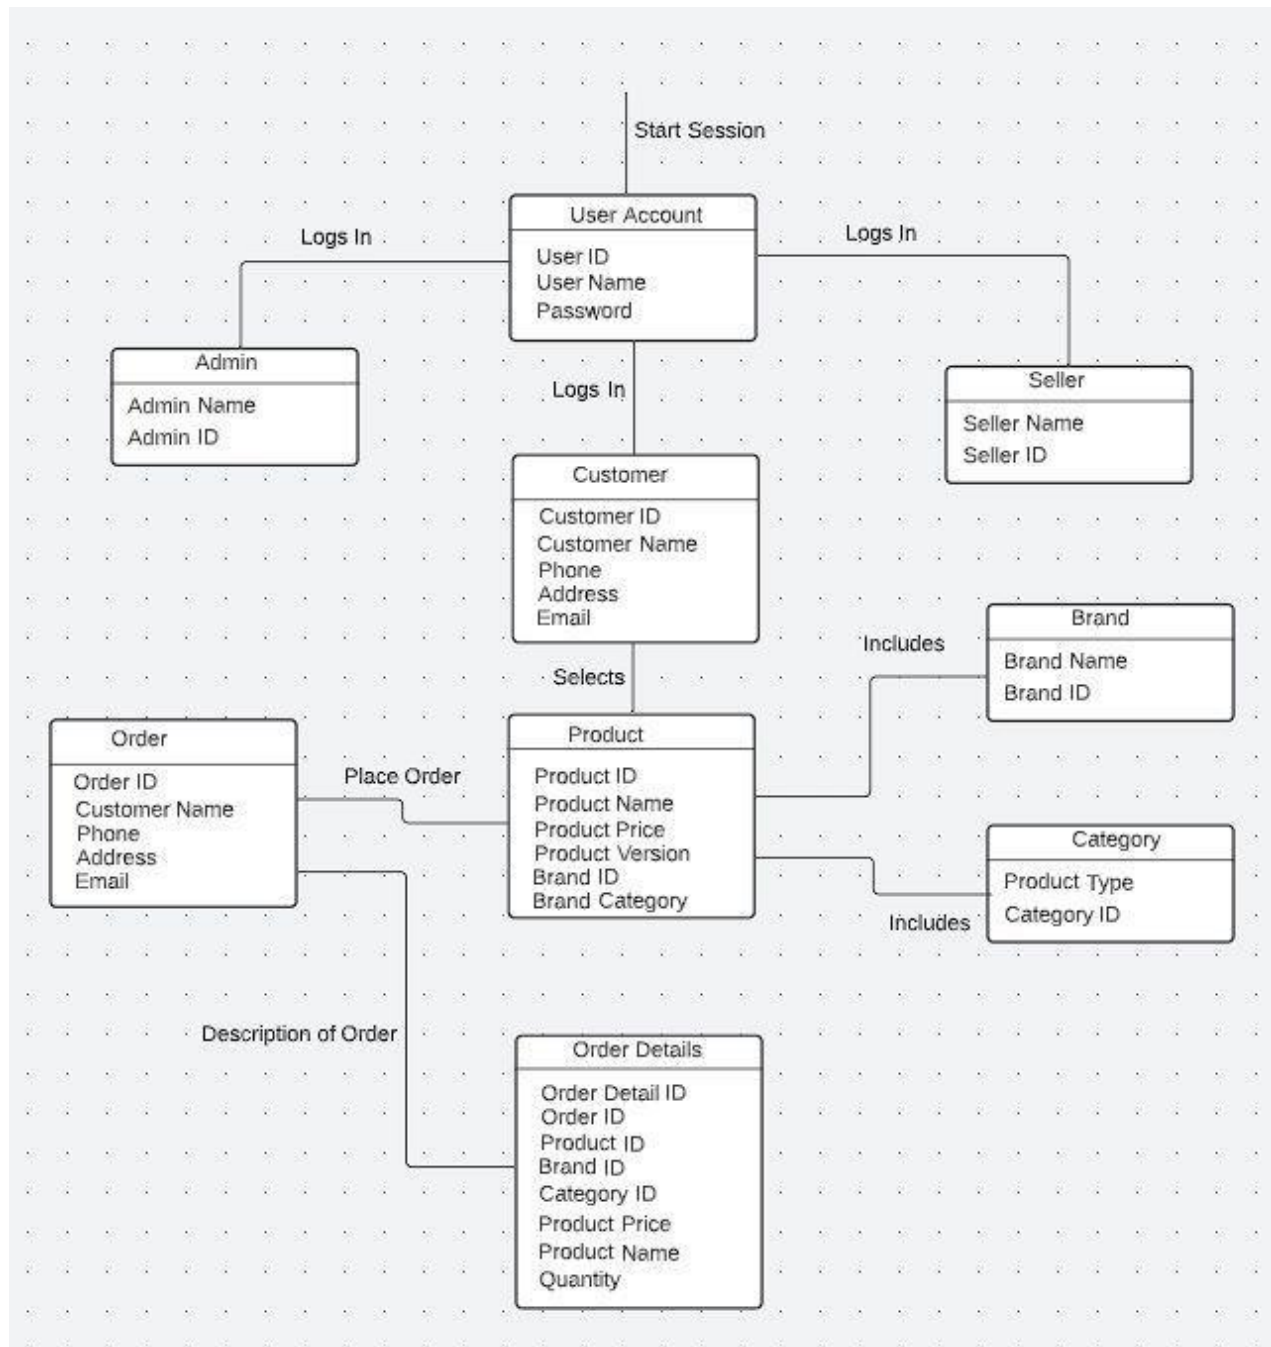 Start Session
User Account
User ID
User Name
Password
Logs In
Logs In
Admin
Admin Name
Admin ID
Logs In
Seller
Seller Name
Seller ID
Customer
Customer ID
Customer Name
Phone
Address
Email
Selects
Includes
Brand
Brand Name
Brand ID
Order
Order ID
Customer Name
Phone
Address
Email
Place Order
Product
Product ID
Product Name
Product Price
Product Version
Brand ID
Brand Category
Category
Product Type
Category ID
Includes
Description of Order
Order Details
Order Detail ID
Order ID
Product ID
Brand ID
Category ID
Product Price
Product Name
Quantity